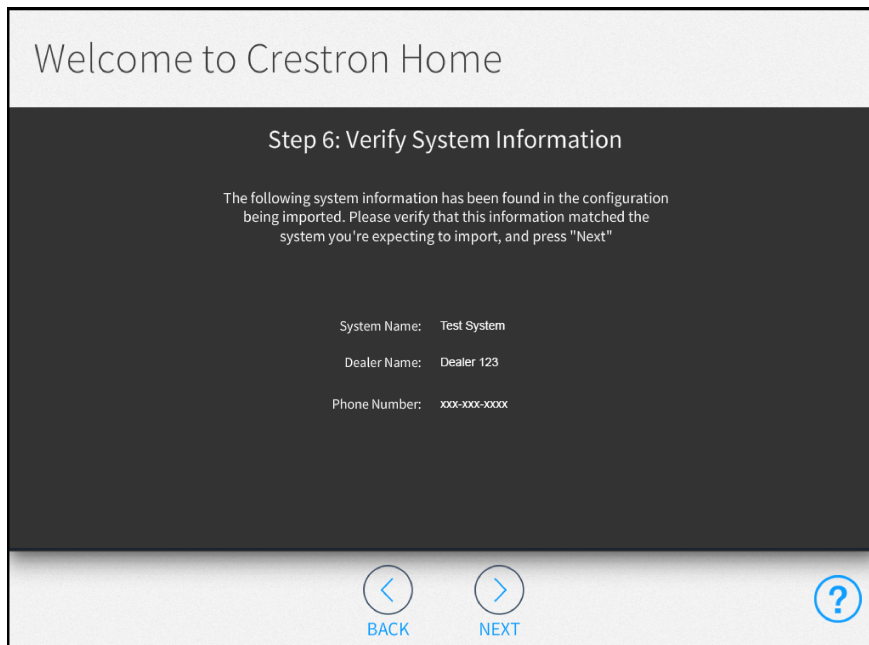 Welcome to Crestron Home
Step 6: Verify System Information
The following system information has been found in the configuration
being imported. Please verify that this information matched the
system you're expecting to import, and press "Next"
System Name: Test System
Dealer Name: Dealer 123
Phone Number: xxx-xxx-xxxx
BACK NEXT
?